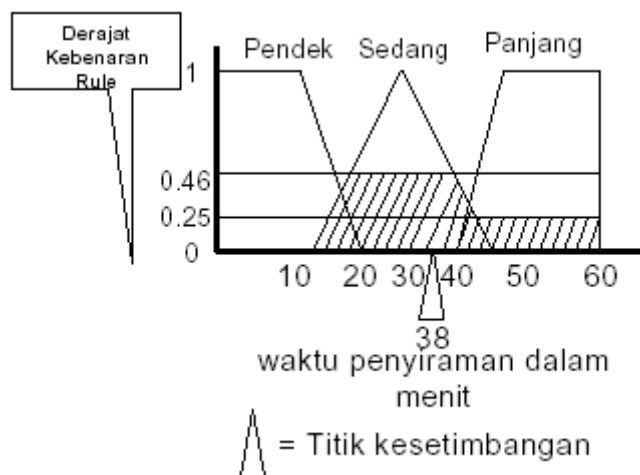 Derajat
Kebenaran
Rule
Pendek Sedang Panjang
1
0.46
0.25
0
10 20 30 40 50 60
38
waktu penyiraman dalam
menit
= Titik kesetimbangan